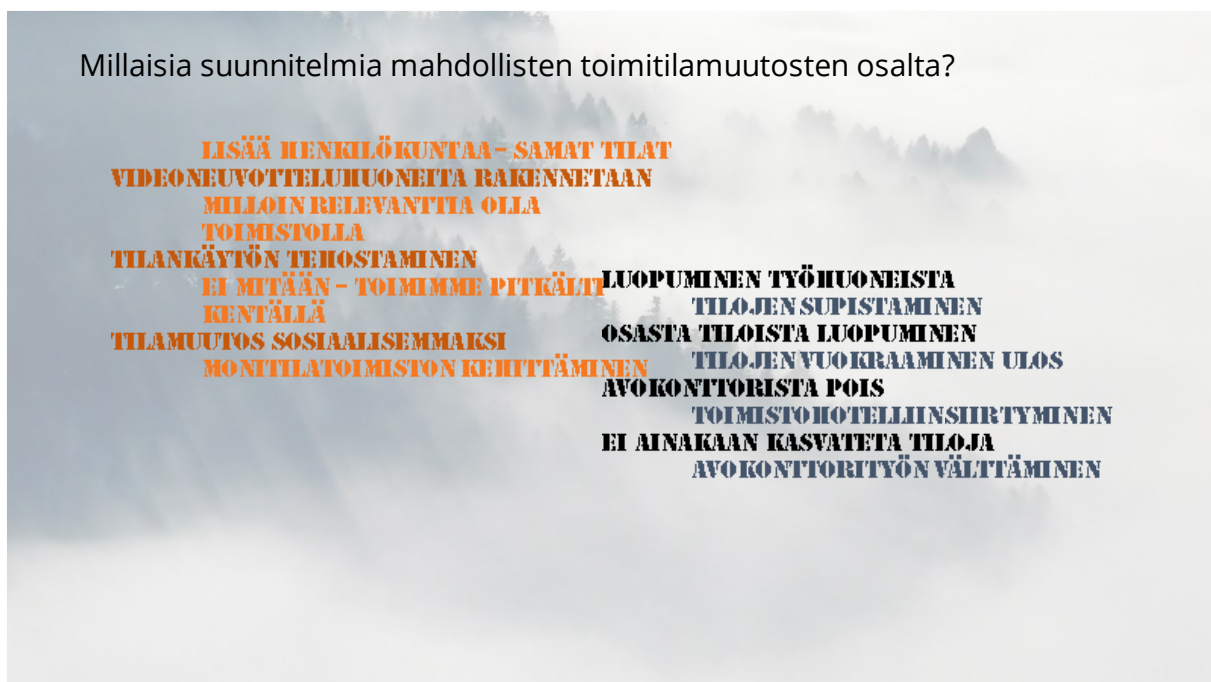 Millaisia suunnitelmia mahdollisten toimitilamuutosten osalta?
LISÄÄ HENKILÖKUNTAA – SAMAT TILAT
VIDEONEUVOTTELUHUONEITA RAKENNETAAN
MILLOIN RELEVANTTIA OLLA
TOIMISTOLLA
TILANKÄYTÖN TEHOSTAMINEN
EI MITÄÄN – TOIMIMME PITKÄLTI
KENTÄLLÄ
TILAMUUTOS SOSIAALISEMMAKSI
MONITILATOIMISTON KEHITTÄMINEN
LUOPUMINEN TYÖHUONEISTA
TILOJEN SUPISTAMINEN
OSASTA TILOISTA LUOPUMINEN
TILOJEN VUOKRAAMINEN ULOS
AVOKONTTORISTA POIS
TOIMISTOHOTELLIIN SIIRTYMINEN
EI AINAKAAN KASVATETA TILOJA
AVOKONTTORITYÖN VÄLTTÄMINEN